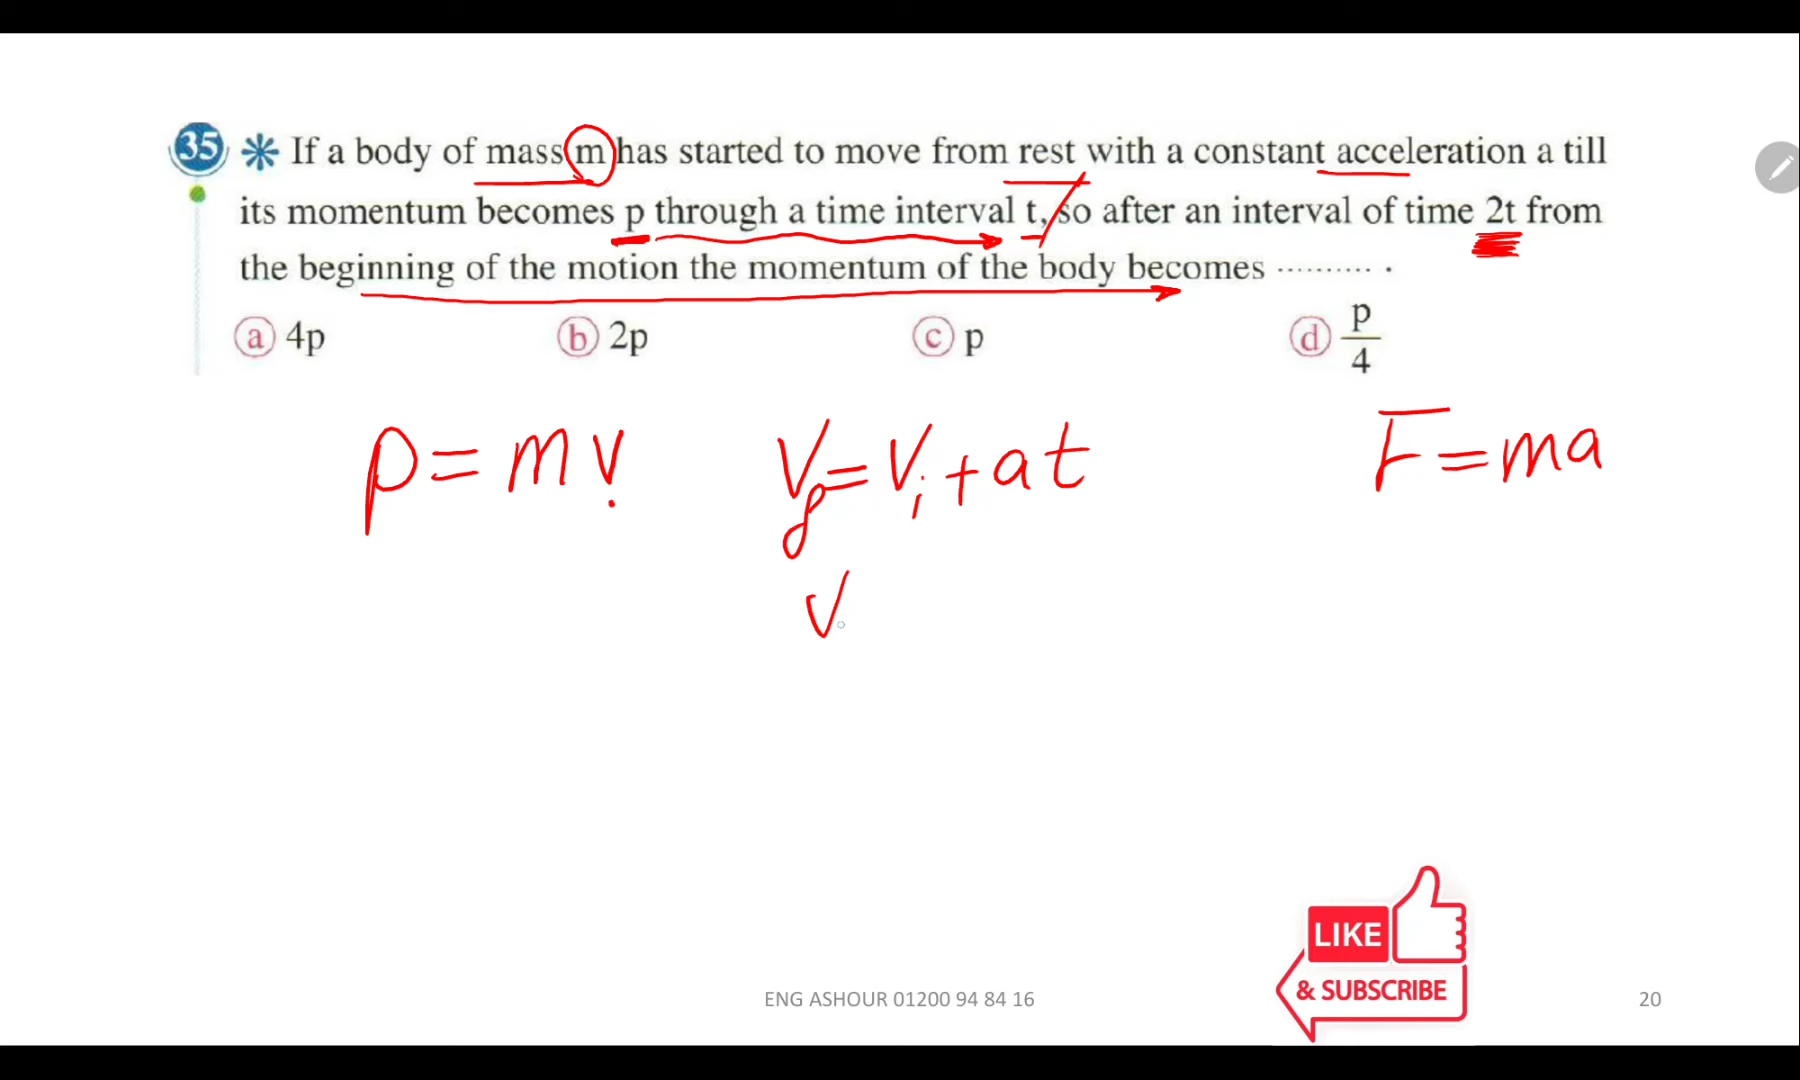 35 * If a body of mass m has started to move from rest with a constant acceleration a till
its momentum becomes p through a time interval t, so after an interval of time 2t from
the beginning of the motion the momentum of the body becomes .......... .
a 4p b 2p c p d p/4
p = mv V_f = V_i + at F = ma
V
LIKE
& SUBSCRIBE
ENG ASHOUR 01200 94 84 16
20